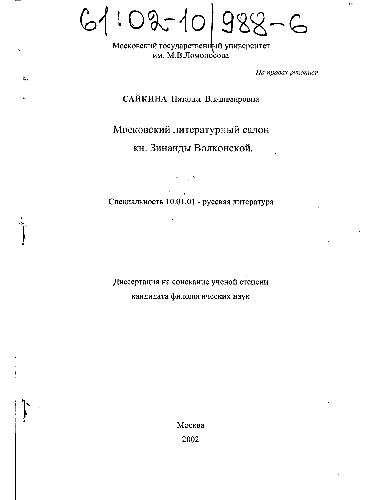 61:02-10/988-6
Московский государственный университет
им. М.В.Ломоносова
На правах рукописи
САЙКИНА Наталья Владимировна
Московский литературный салон
кн. Зинаиды Волконской.
Специальность 10.01.01 - русская литература
Диссертация на соискание ученой степени
кандидата филологических наук
Москва
2002